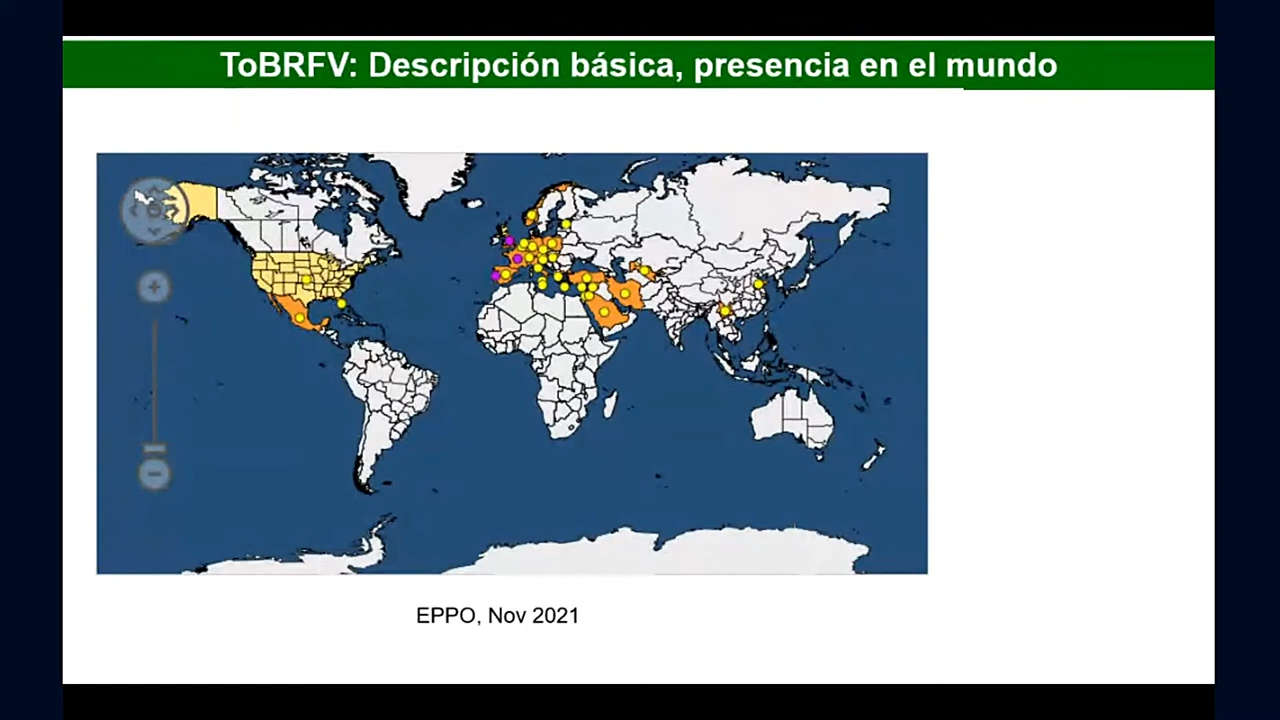 ToBRFV: Descripción básica, presencia en el mundo
EPPO, Nov 2021